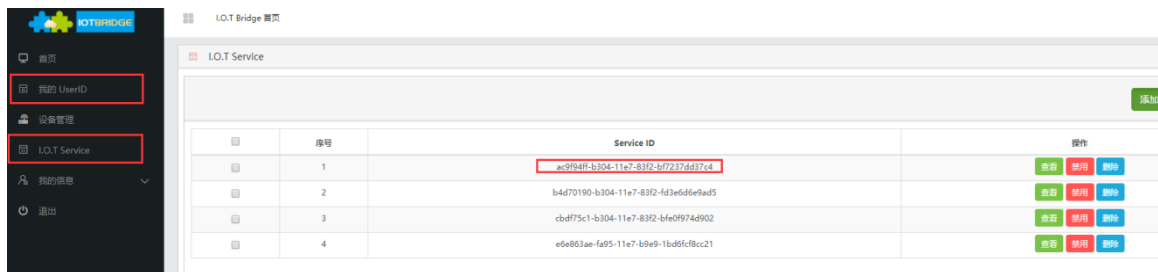 IOTBRIDGE
I.O.T Bridge 首页
首页
我的 UserID
设备管理
I.O.T Service
我的信息
退出
I.O.T Service
添加
序号 Service ID 操作
1 ac9f94ff-b304-11e7-83f2-bf7237dd37c4 查看 禁用 删除
2 b4d70190-b304-11e7-83f2-fd3e6d6e9ad5 查看 禁用 删除
3 cbdf75c1-b304-11e7-83f2-bfe0f974d902 查看 禁用 删除
4 e6e863ae-fa95-11e7-b9e9-1bd6fcf8cc21 查看 禁用 删除